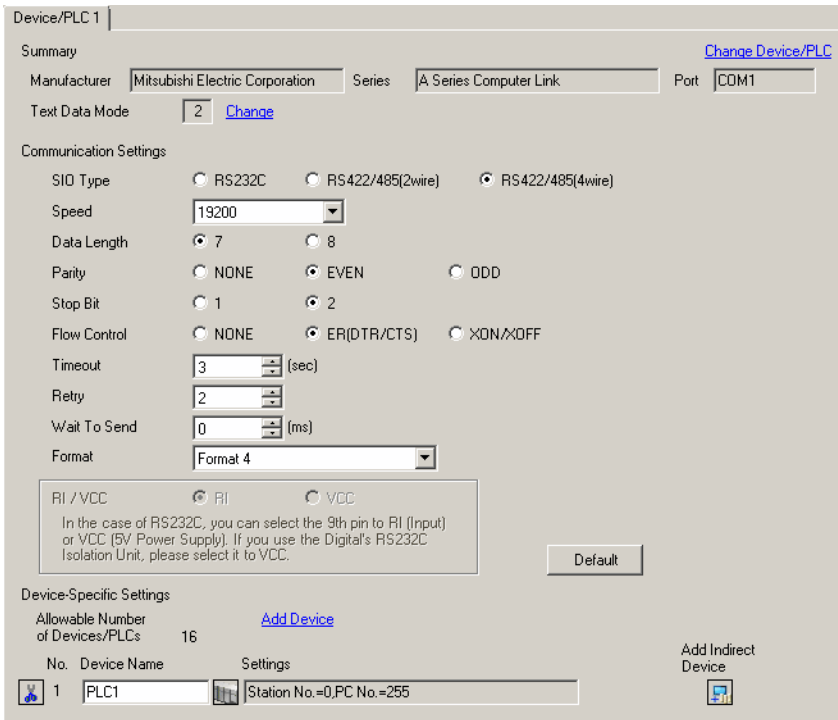 Device/PLC 1
Summary Change Device/PLC
Manufacturer Mitsubishi Electric Corporation Series A Series Computer Link Port COM1
Text Data Mode 2 Change
Communication Settings
SIO Type RS232C RS422/485(2wire) RS422/485(4wire)
Speed 19200
Data Length 7 8
Parity NONE EVEN ODD
Stop Bit 1 2
Flow Control NONE ER(DTR/CTS) XON/XOFF
Timeout 3 (sec)
Retry 2
Wait To Send 0 (ms)
Format Format 4
RI / VCC RI VCC
In the case of RS232C, you can select the 9th pin to RI (Input)
or VCC (5V Power Supply). If you use the Digital's RS232C
Isolation Unit, please select it to VCC.
Default
Device-Specific Settings
Allowable Number Add Device
of Devices/PLCs 16
Add Indirect
No. Device Name Settings Device
1 PLC1 Station No.=0,PC No.=255